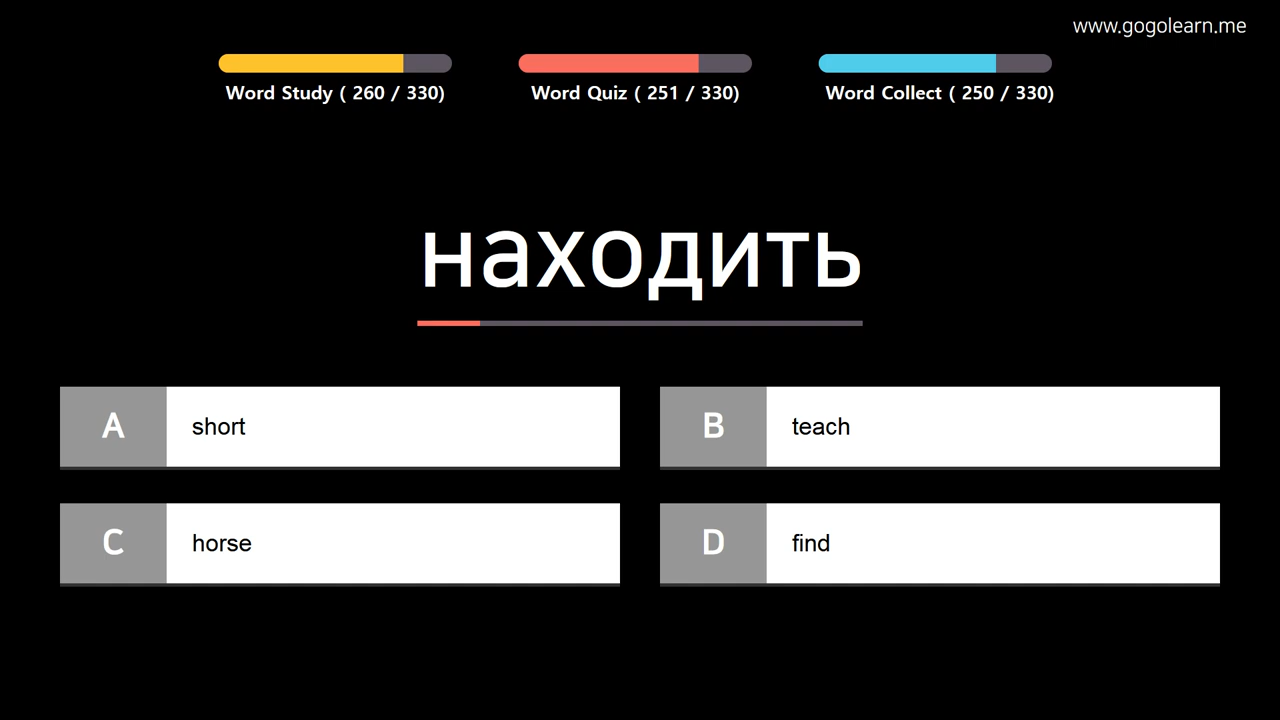 www.gogolearn.me
Word Study ( 260 / 330)
Word Quiz ( 251 / 330)
Word Collect ( 250 / 330)
находить
A short
B teach
C horse
D find